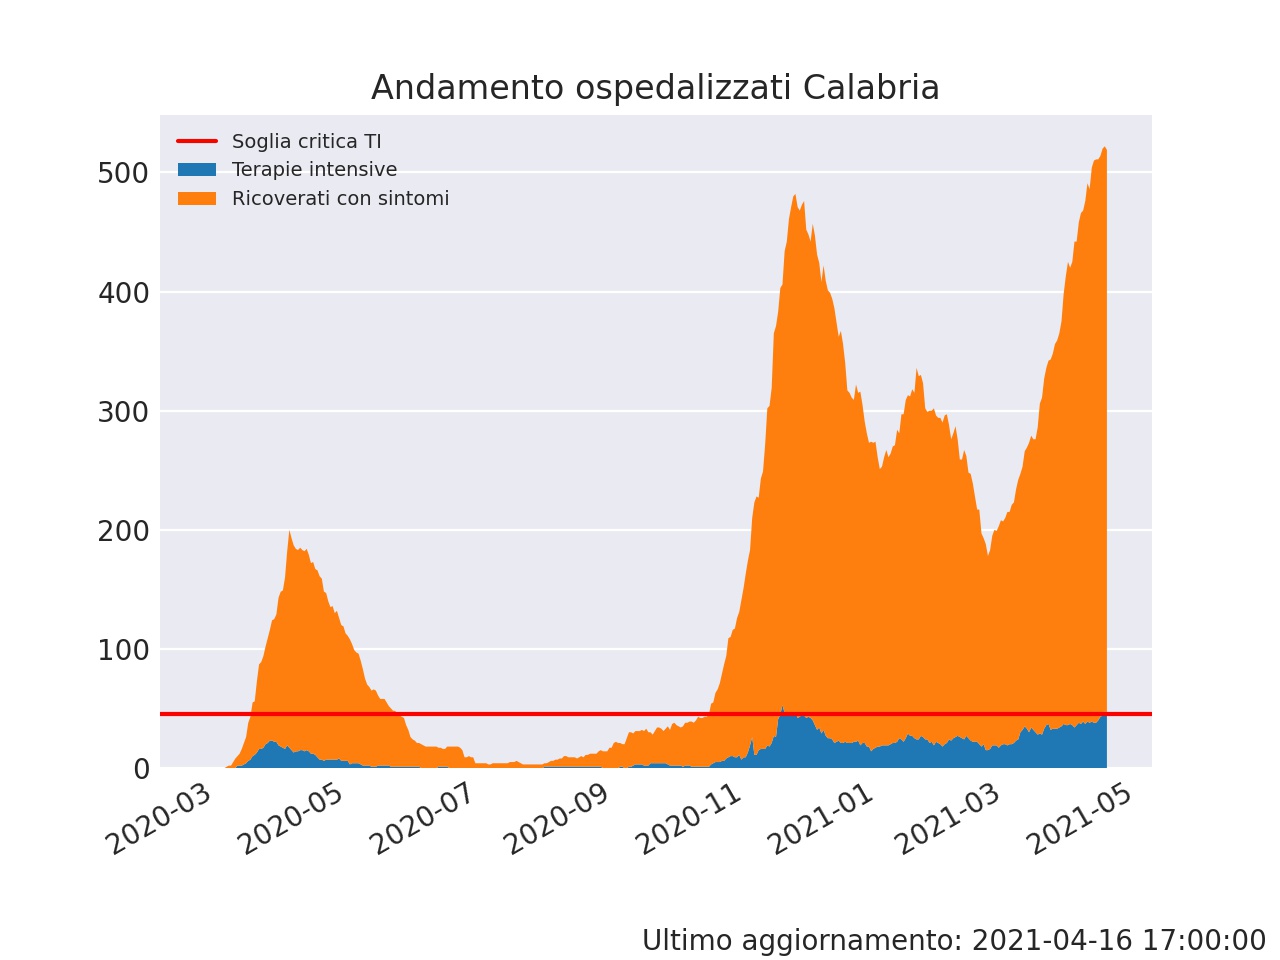 Andamento ospedalizzati Calabria
Soglia critica TI
Terapie intensive
Ricoverati con sintomi
500
400
300
200
100
0
2020-03
2020-05
2020-07
2020-09
2020-11
2021-01
2021-03
2021-05
Ultimo aggiornamento: 2021-04-16 17:00:00